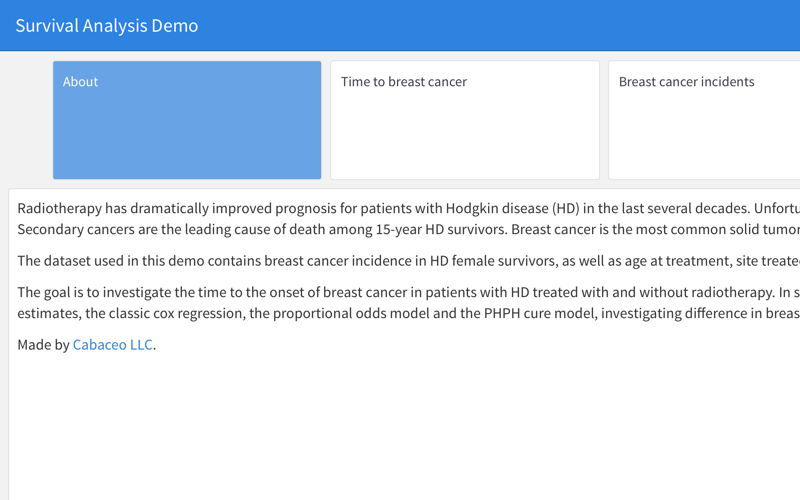 Survival Analysis Demo
About
Time to breast cancer
Breast cancer incidents
Radiotherapy has dramatically improved prognosis for patients with Hodgkin disease (HD) in the last several decades.
Secondary cancers are the leading cause of death among 15-year HD survivors. Breast cancer is the most common solid tumor
The dataset used in this demo contains breast cancer incidence in HD female survivors, as well as age at treatment, site
The goal is to investigate the time to the onset of breast cancer in patients with HD treated with and without radiotherapy. In
estimates, the classic cox regression, the proportional odds model and the PHPH cure model, investigating difference in
Made by Cabaceo LLC.